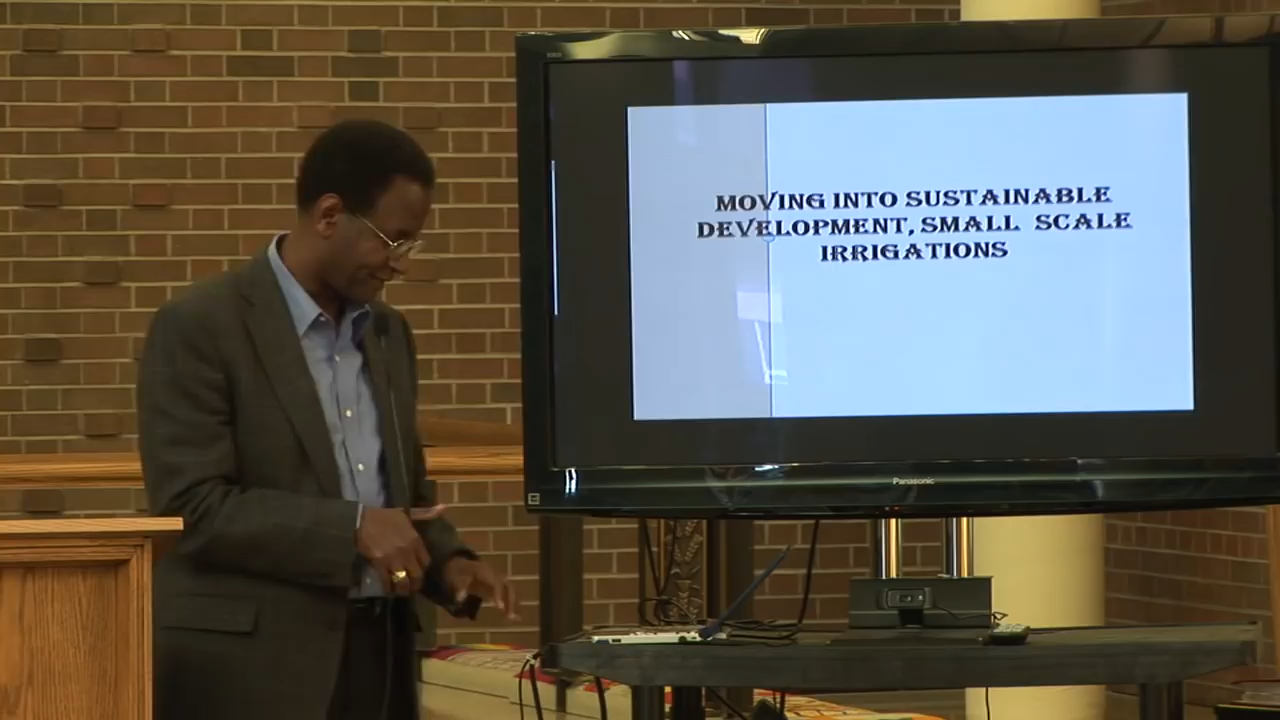 MOVING INTO SUSTAINABLE
DEVELOPMENT, SMALL SCALE
IRRIGATIONS
Panasonic